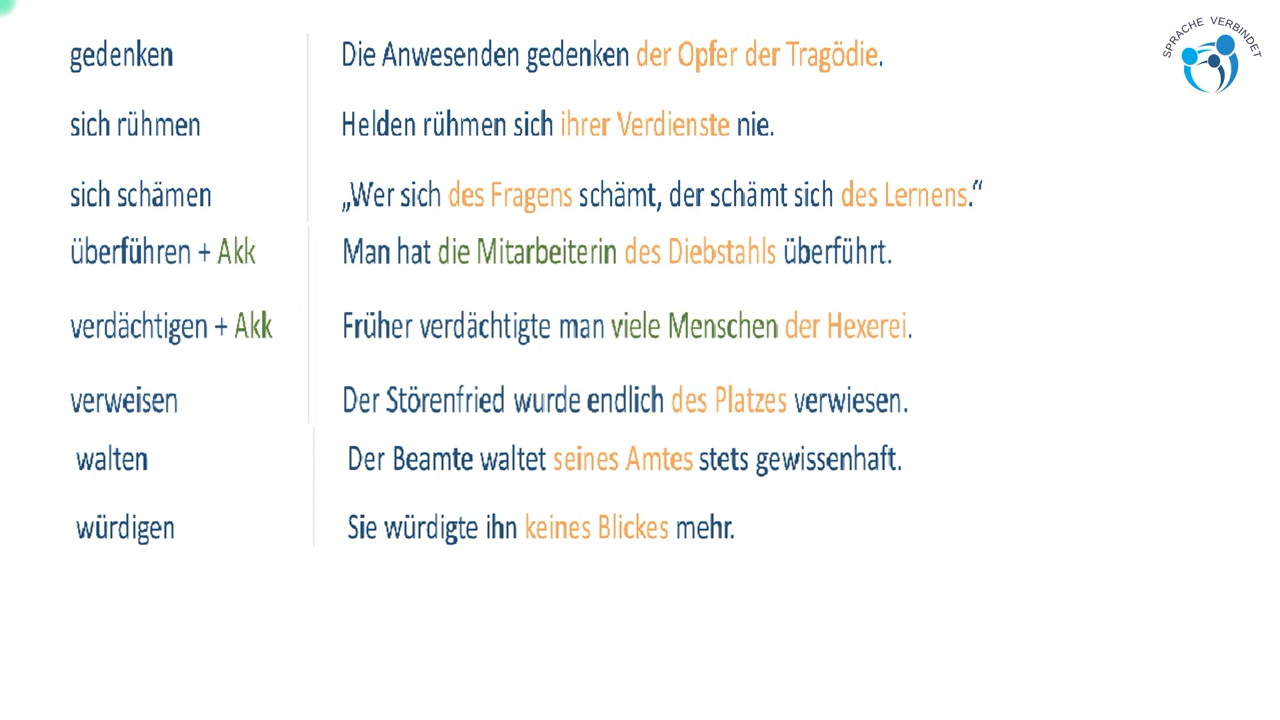 SPRACHE VERBINDET
gedenken Die Anwesenden gedenken der Opfer der Tragödie.
sich rühmen Helden rühmen sich ihrer Verdienste nie.
sich schämen „Wer sich des Fragens schämt, der schämt sich des Lernens.“
überführen + Akk Man hat die Mitarbeiterin des Diebstahls überführt.
verdächtigen + Akk Früher verdächtigte man viele Menschen der Hexerei.
verweisen Der Störenfried wurde endlich des Platzes verwiesen.
walten Der Beamte waltet seines Amtes stets gewissenhaft.
würdigen Sie würdigte ihn keines Blickes mehr.